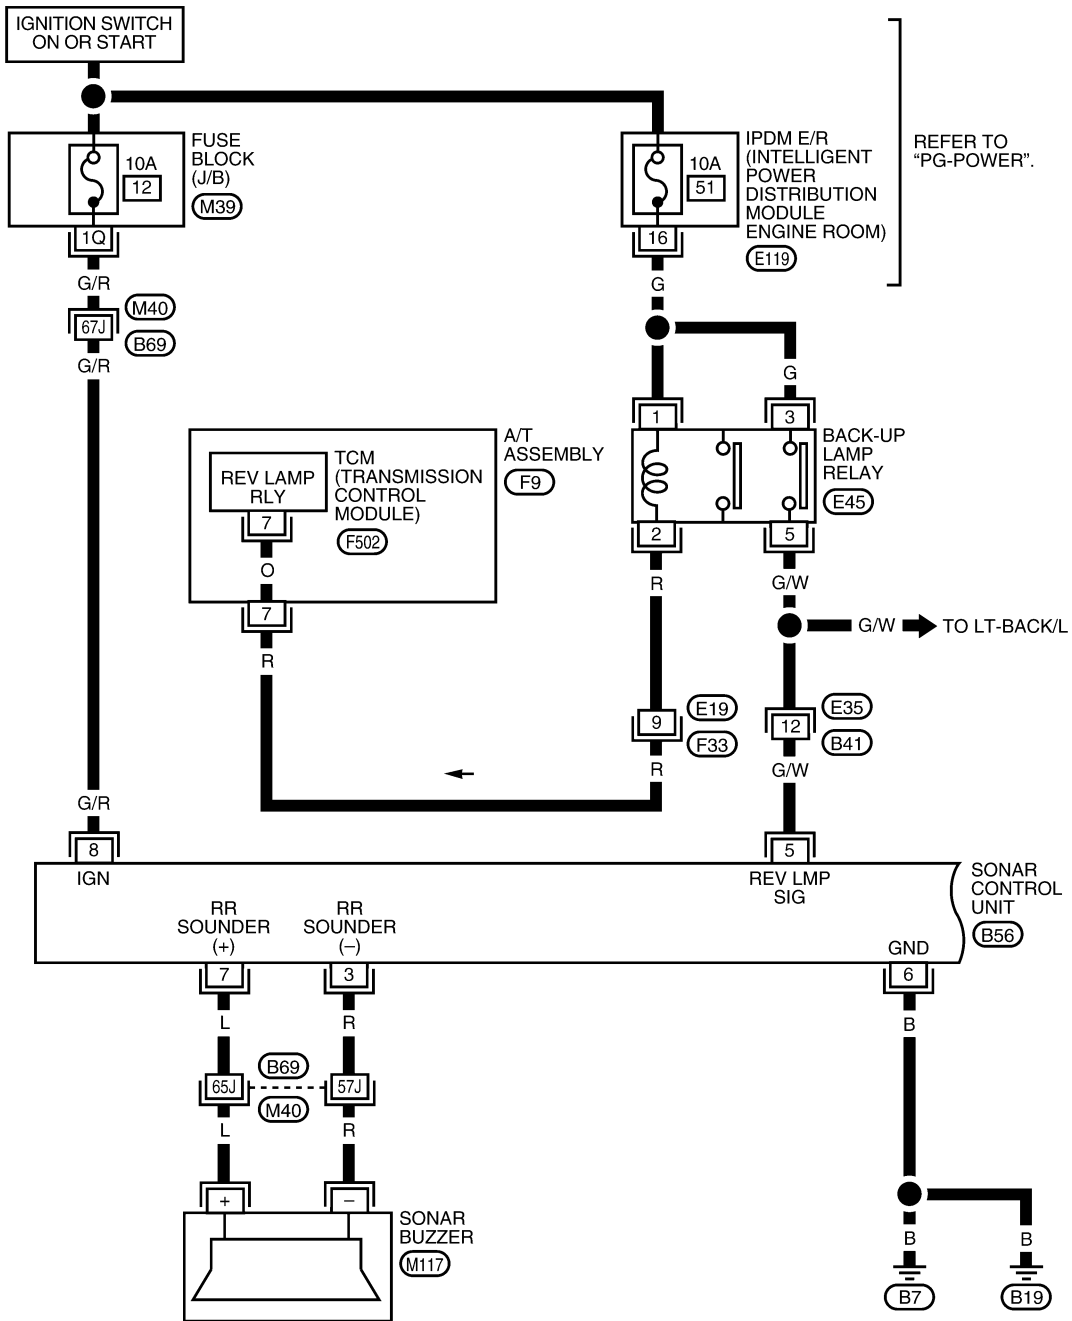 IGNITION SWITCH
ON OR START
FUSE
BLOCK
(J/B)
M39
10A
12
1Q
G/R
M40
67J
B69
G/R
10A
51
16
IPDM E/R
(INTELLIGENT
POWER
DISTRIBUTION
MODULE
ENGINE ROOM)
E119
REFER TO
“PG-POWER”.
G
G
1
3
BACK-UP
LAMP
RELAY
E45
2
5
A/T
ASSEMBLY
F9
REV LAMP
RLY
TCM
(TRANSMISSION
CONTROL
MODULE)
F502
7
O
7
R
R
G/W
G/W
TO LT-BACK/L
9
E19
F33
12
E35
B41
R
G/W
G/R
8
IGN
5
REV LMP
SIG
SONAR
CONTROL
UNIT
B56
RR
SOUNDER
(+)
RR
SOUNDER
(–)
GND
7
3
6
L
R
B
65J
B69
M40
57J
L
R
+
–
SONAR
BUZZER
M117
B
B
B7
B19